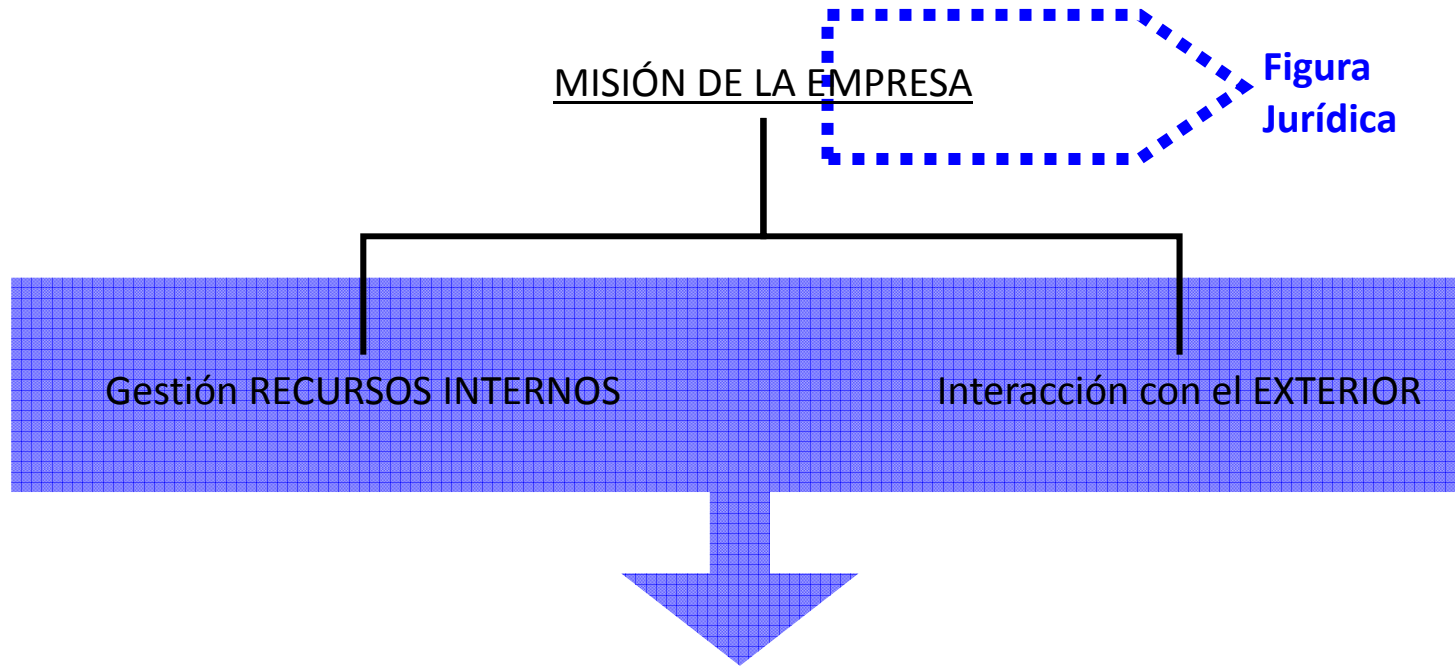 MISIÓN DE LA EMPRESA
Figura
Jurídica
Gestión RECURSOS INTERNOS
Interacción con el EXTERIOR